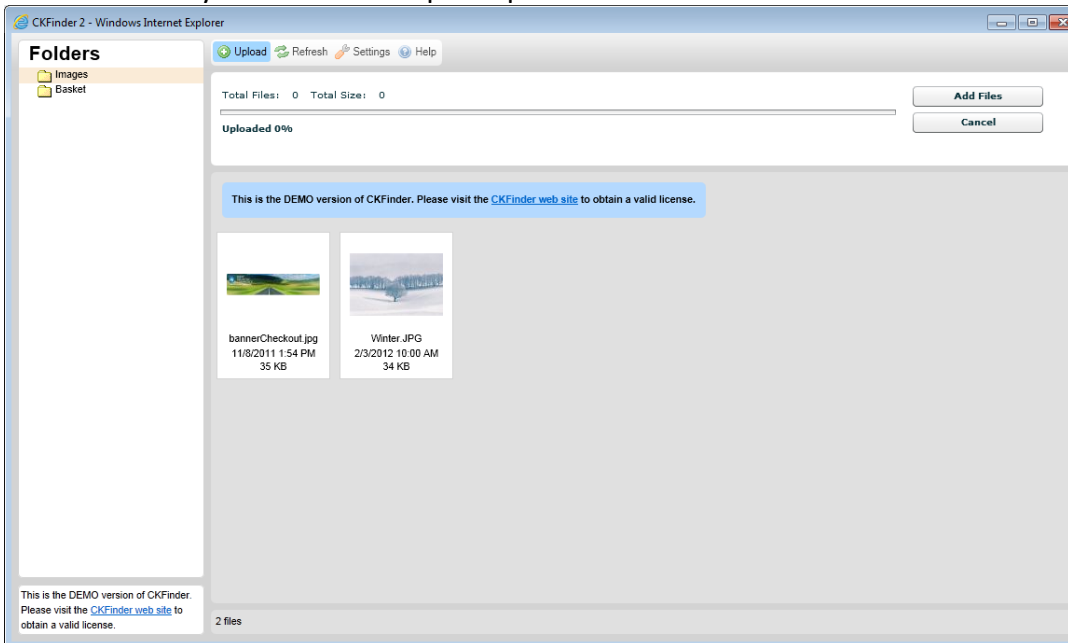 CKFinder 2 - Windows Internet Explorer
Folders
Images
Basket
Upload Refresh Settings Help
Total Files: 0 Total Size: 0
Uploaded 0%
Add Files
Cancel
This is the DEMO version of CKFinder. Please visit the CKFinder web site to obtain a valid license.
bannerCheckout.jpg
11/8/2011 1:54 PM
35 KB
Winter.JPG
2/3/2012 10:00 AM
34 KB
This is the DEMO version of CKFinder.
Please visit the CKFinder web site to
obtain a valid license.
2 files